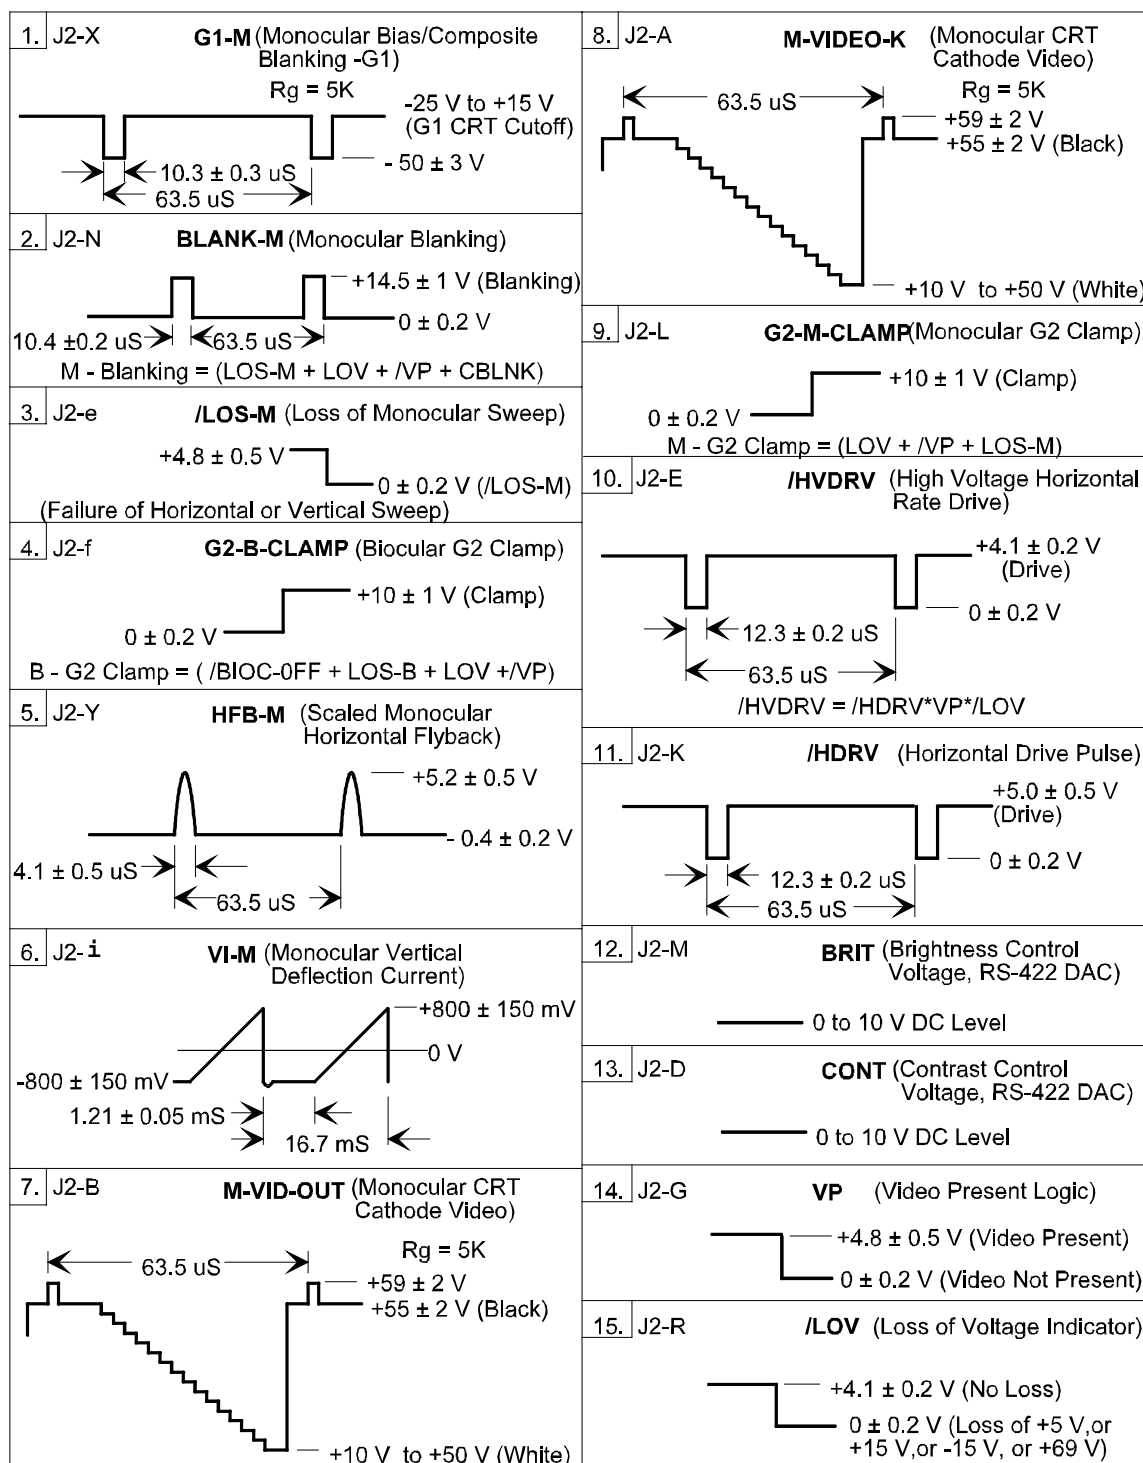 1. J2-X G1-M (Monocular Bias/Composite
Blanking -G1)
Rg = 5K
-25 V to +15 V
(G1 CRT Cutoff)
- 50 ± 3 V
10.3 ± 0.3 uS
63.5 uS
2. J2-N BLANK-M (Monocular Blanking)
+14.5 ± 1 V (Blanking)
0 ± 0.2 V
10.4 ±0.2 uS 63.5 uS
M - Blanking = (LOS-M + LOV + /VP + CBLNK)
3. J2-e /LOS-M (Loss of Monocular Sweep)
+4.8 ± 0.5 V
0 ± 0.2 V (/LOS-M)
(Failure of Horizontal or Vertical Sweep)
4. J2-f G2-B-CLAMP (Biocular G2 Clamp)
+10 ± 1 V (Clamp)
0 ± 0.2 V
B - G2 Clamp = ( /BIOC-0FF + LOS-B + LOV +/VP)
5. J2-Y HFB-M (Scaled Monocular
Horizontal Flyback)
+5.2 ± 0.5 V
- 0.4 ± 0.2 V
4.1 ± 0.5 uS
63.5 uS
6. J2-i VI-M (Monocular Vertical
Deflection Current)
+800 ± 150 mV
0 V
-800 ± 150 mV
1.21 ± 0.05 mS
16.7 mS
7. J2-B M-VID-OUT (Monocular CRT
Cathode Video)
Rg = 5K
63.5 uS
+59 ± 2 V
+55 ± 2 V (Black)
+10 V to +50 V (White)
8. J2-A M-VIDEO-K (Monocular CRT
Cathode Video)
Rg = 5K
63.5 uS
+59 ± 2 V
+55 ± 2 V (Black)
+10 V to +50 V (White)
9. J2-L G2-M-CLAMP(Monocular G2 Clamp)
+10 ± 1 V (Clamp)
0 ± 0.2 V
M - G2 Clamp = (LOV + /VP + LOS-M)
10. J2-E /HVDRV (High Voltage Horizontal
Rate Drive)
+4.1 ± 0.2 V
(Drive)
0 ± 0.2 V
12.3 ± 0.2 uS
63.5 uS
/HVDRV = /HDRV*VP*/LOV
11. J2-K /HDRV (Horizontal Drive Pulse)
+5.0 ± 0.5 V
(Drive)
0 ± 0.2 V
12.3 ± 0.2 uS
63.5 uS
12. J2-M BRIT (Brightness Control
Voltage, RS-422 DAC)
0 to 10 V DC Level
13. J2-D CONT (Contrast Control
Voltage, RS-422 DAC)
0 to 10 V DC Level
14. J2-G VP (Video Present Logic)
+4.8 ± 0.5 V (Video Present)
0 ± 0.2 V (Video Not Present)
15. J2-R /LOV (Loss of Voltage Indicator)
+4.1 ± 0.2 V (No Loss)
0 ± 0.2 V (Loss of +5 V,or
+15 V,or -15 V, or +69 V)